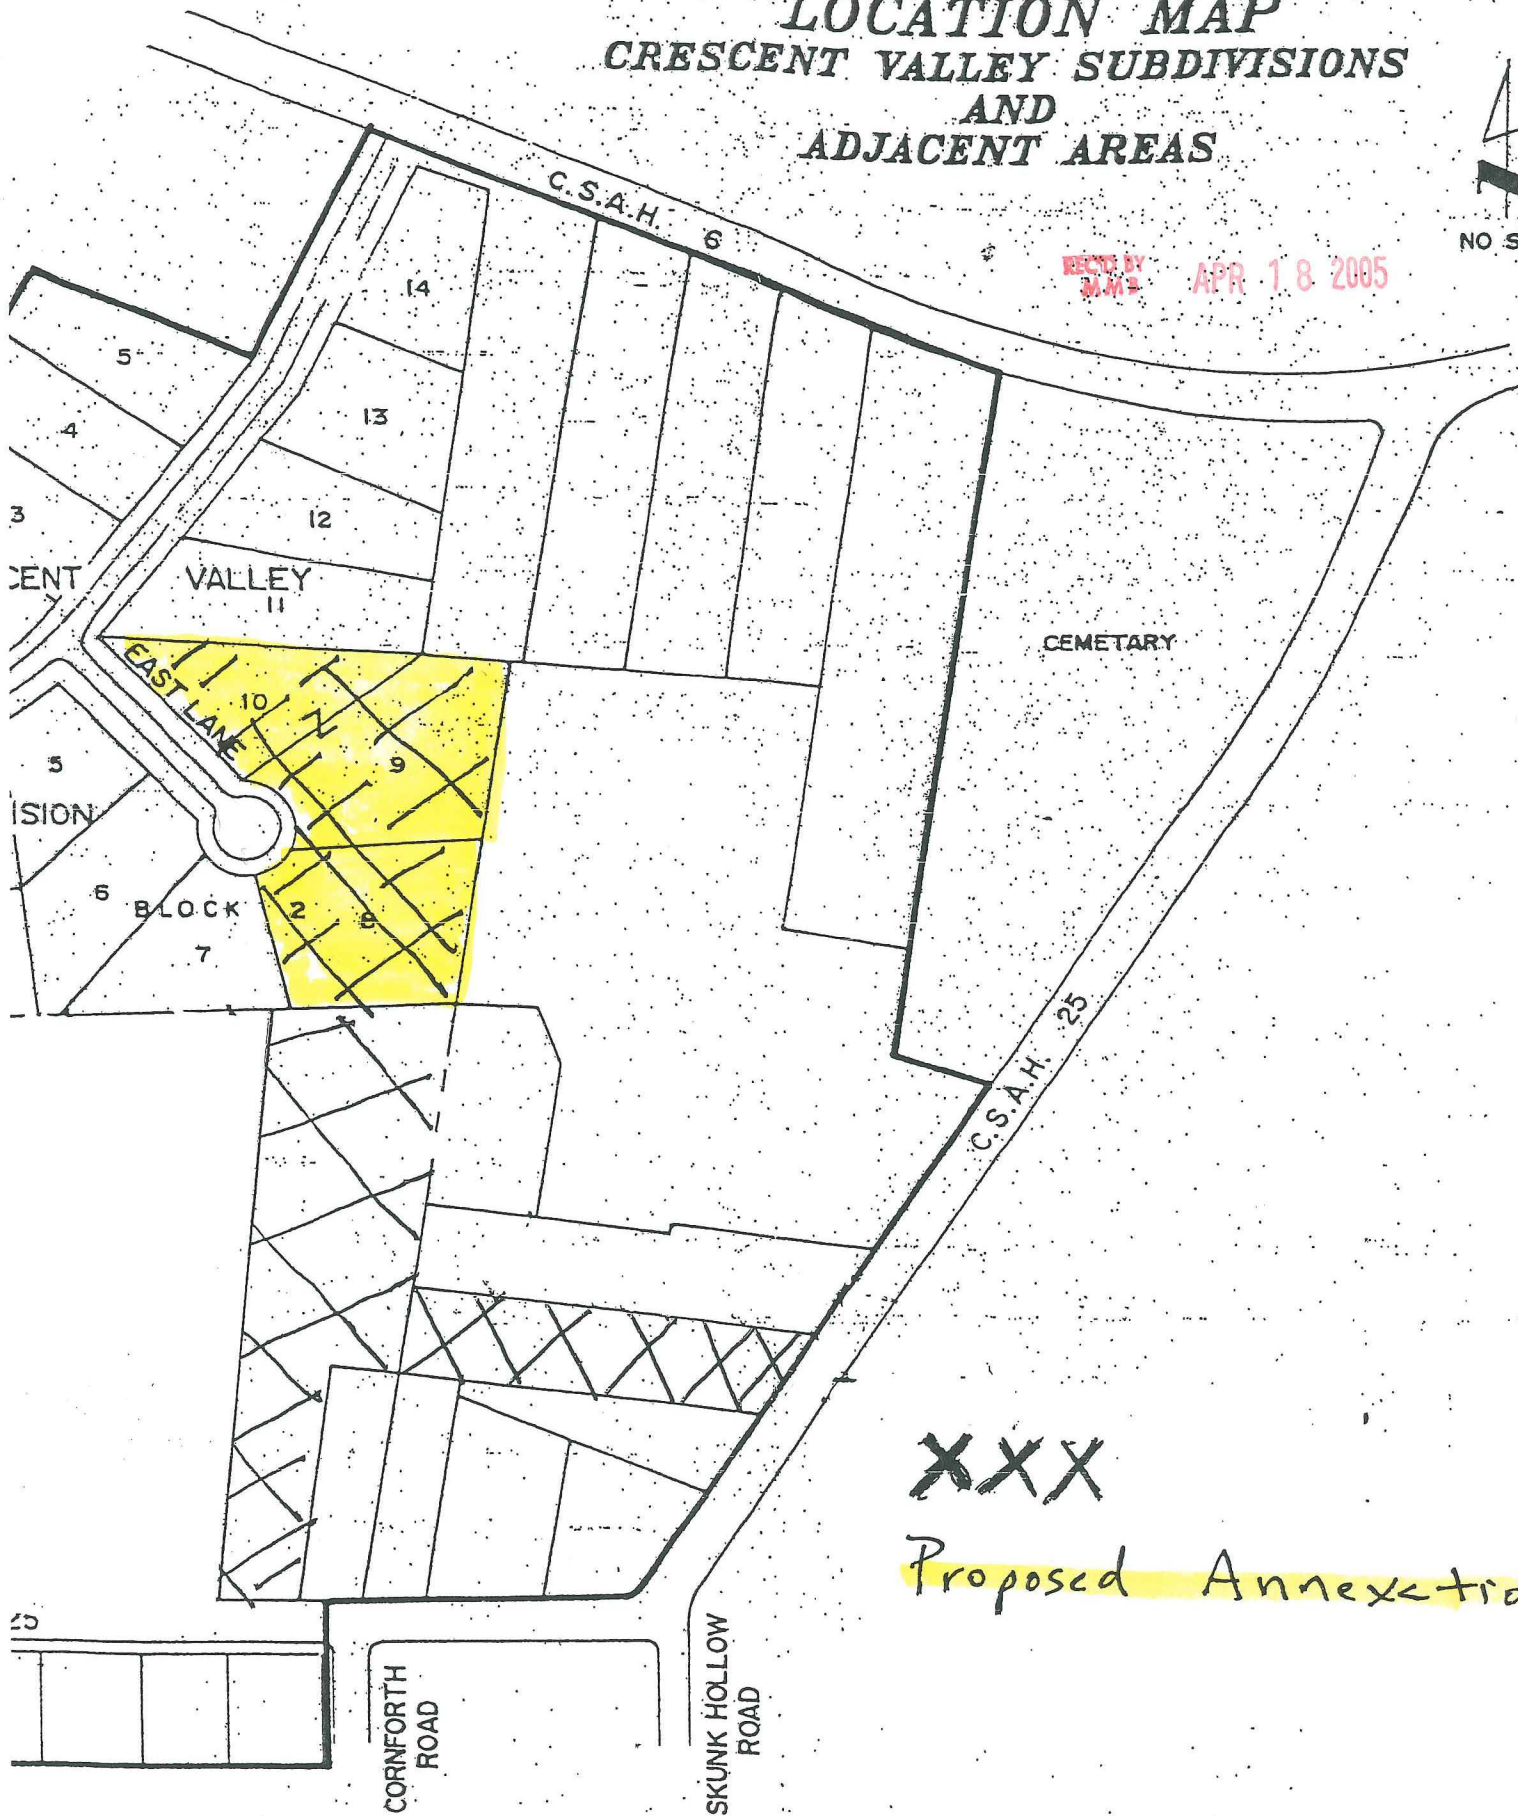 LOCATION MAP
CRESCENT VALLEY SUBDIVISIONS
AND
ADJACENT AREAS
NO S
REC'D BY
MMB
APR 18 2005
C.S.A.H. 6
14
5
13
4
12
3
CENT
VALLEY
11
CEMETARY
EAST LANE
10
9
5
ISION
6
BLOCK
2
8
7
C.S.A.H. 25
XXX
Proposed Annexatio
25
CORNFORTH
ROAD
SKUNK HOLLOW
ROAD